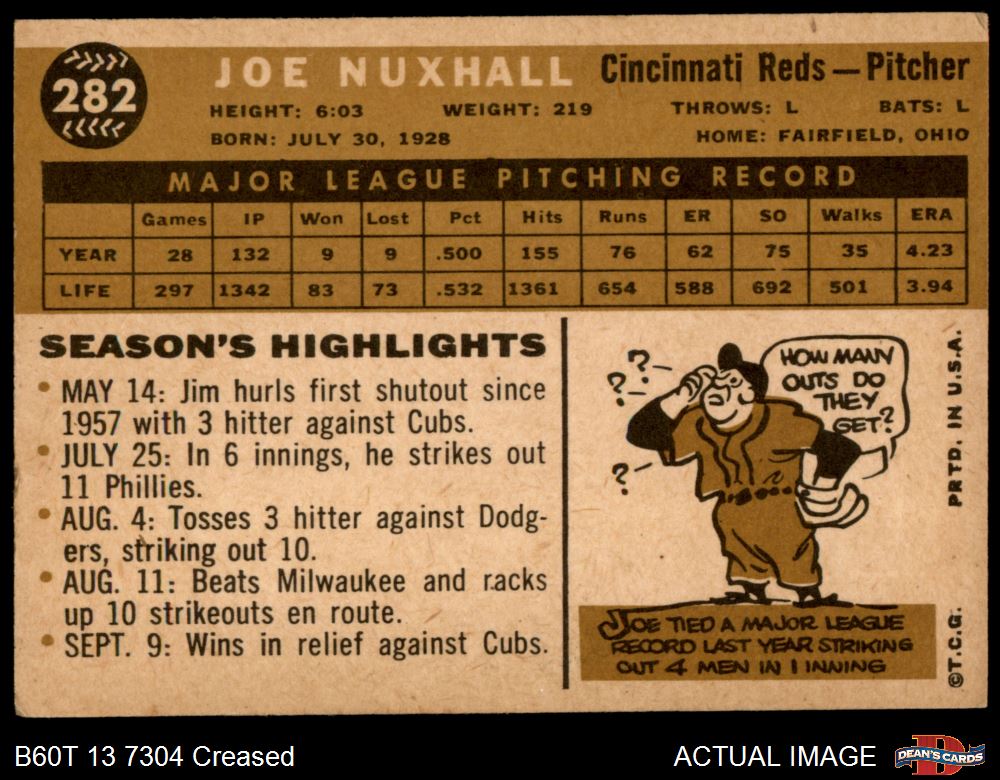 282
JOE NUXHALL Cincinnati Reds — Pitcher
HEIGHT: 6:03 WEIGHT: 219 THROWS: L BATS: L
BORN: JULY 30, 1928 HOME: FAIRFIELD, OHIO
MAJOR LEAGUE PITCHING RECORD
Games IP Won Lost Pct Hits Runs ER SO Walks ERA
YEAR 28 132 9 9 .500 155 76 62 75 35 4.23
LIFE 297 1342 83 73 .532 1361 654 588 692 501 3.94
SEASON'S HIGHLIGHTS
• MAY 14: Jim hurls first shutout since
1957 with 3 hitter against Cubs.
• JULY 25: In 6 innings, he strikes out
11 Phillies.
• AUG. 4: Tosses 3 hitter against Dodg-
ers, striking out 10.
• AUG. 11: Beats Milwaukee and racks
up 10 strikeouts en route.
• SEPT. 9: Wins in relief against Cubs.
? ?
?
?
HOW MANY
OUTS DO
THEY
GET?
JOE TIED A MAJOR LEAGUE
RECORD LAST YEAR STRIKING
OUT 4 MEN IN 1 INNING
©T.C.G. PRTD. IN U.S.A.
B60T 13 7304 Creased ACTUAL IMAGE
DEAN'S CARDS